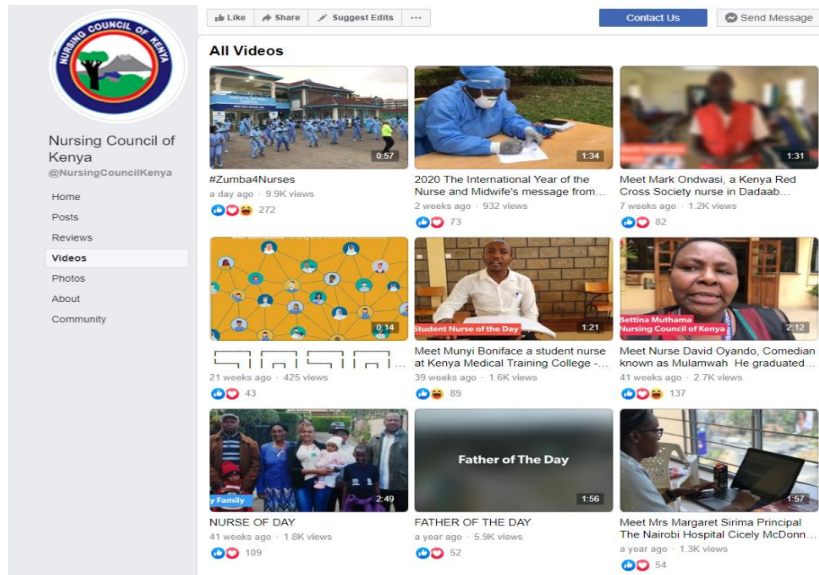 NURSING COUNCIL OF KENYA
Like Share Suggest Edits ...
Contact Us Send Message
Nursing Council of
Kenya
@NursingCouncilKenya
Home
Posts
Reviews
Videos
Photos
About
Community
All Videos
0:57
#Zumba4Nurses
a day ago · 9.9K views
272
1:34
2020 The International Year of the
Nurse and Midwife's message from...
2 weeks ago · 932 views
73
1:31
Meet Mark Ondwasi, a Kenya Red
Cross Society nurse in Dadaab...
7 weeks ago · 1.2K views
82
0:14
21 weeks ago · 425 views
43
Student Nurse of the Day
1:21
Meet Munyi Boniface a student nurse
at Kenya Medical Training College -...
39 weeks ago · 1.6K views
89
Bettina Muthama
Nursing Council of Kenya
2:12
Meet Nurse David Oyando, Comedian
known as Mulamwah He graduated...
41 weeks ago · 2.7K views
137
y Family
2:49
NURSE OF DAY
41 weeks ago · 1.8K views
109
Father of The Day
1:56
FATHER OF THE DAY
a year ago · 5.9K views
52
1:57
Meet Mrs Margaret Sirima Principal
The Nairobi Hospital Cicely McDonn...
a year ago · 1.3K views
54